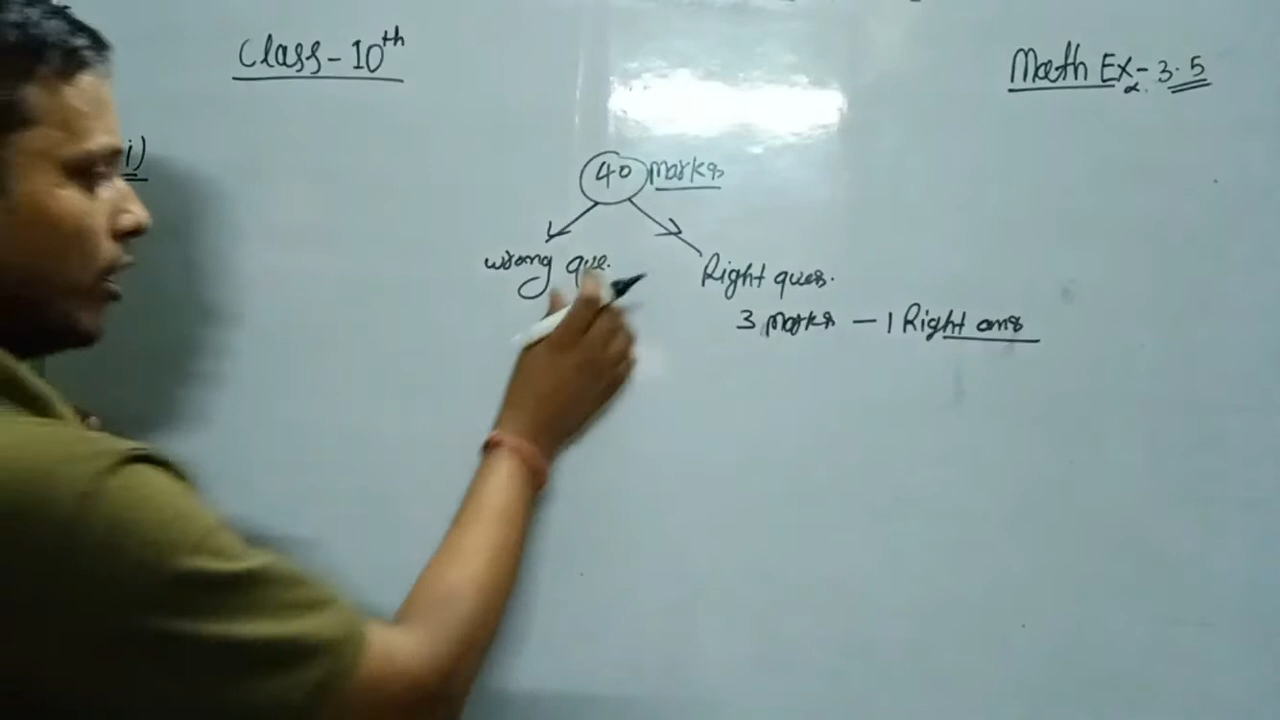 Class-10th
Math Ex-3.5
i)
40 marks
wrong que.
Right ques.
3 marks — 1 Right ans